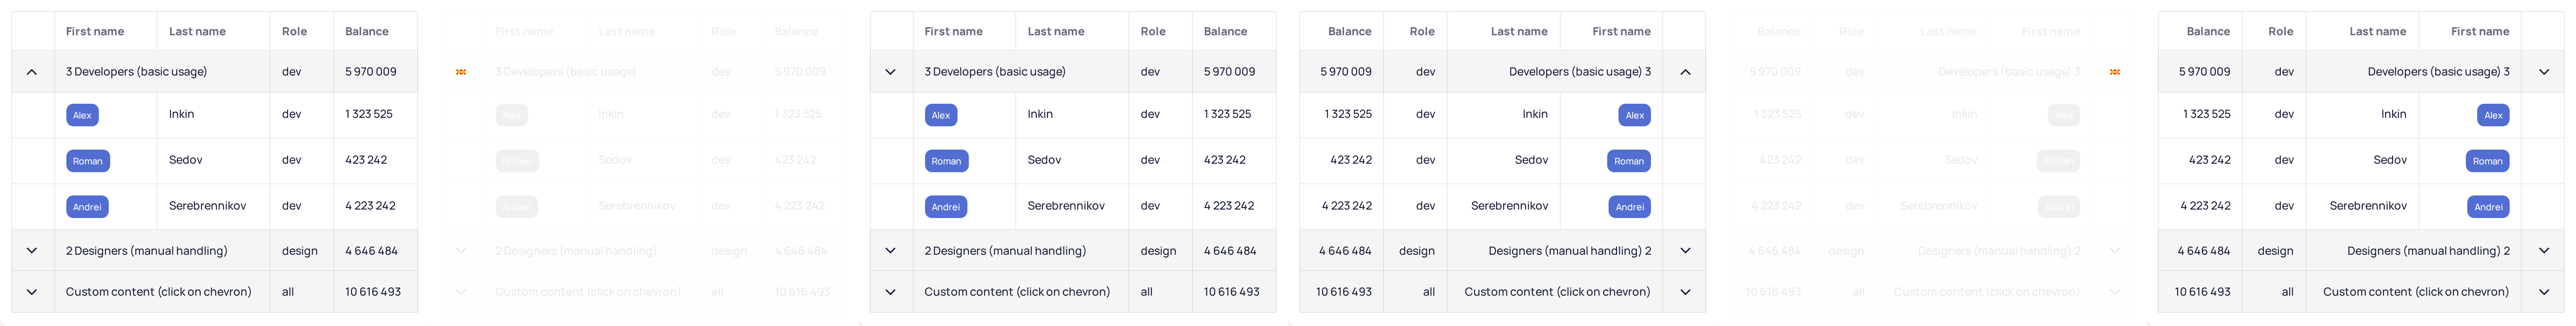 First name Last name Role Balance
3 Developers (basic usage) dev 5 970 009
Alex Inkin dev 1 323 525
Roman Sedov dev 423 242
Andrei Serebrennikov dev 4 223 242
2 Designers (manual handling) design 4 646 484
Custom content (click on chevron) all 10 616 493
First name Last name Role Balance
3 Developers (basic usage) dev 5 970 009
Alex Inkin dev 1 323 525
Roman Sedov dev 423 242
Andrei Serebrennikov dev 4 223 242
2 Designers (manual handling) design 4 646 484
Custom content (click on chevron) all 10 616 493
First name Last name Role Balance
3 Developers (basic usage) dev 5 970 009
Alex Inkin dev 1 323 525
Roman Sedov dev 423 242
Andrei Serebrennikov dev 4 223 242
2 Designers (manual handling) design 4 646 484
Custom content (click on chevron) all 10 616 493
Balance Role Last name First name
5 970 009 dev Developers (basic usage) 3
1 323 525 dev Inkin Alex
423 242 dev Sedov Roman
4 223 242 dev Serebrennikov Andrei
4 646 484 design Designers (manual handling) 2
10 616 493 all Custom content (click on chevron)
Balance Role Last name First name
5 970 009 dev Developers (basic usage) 3
1 323 525 dev Inkin Alex
423 242 dev Sedov Roman
4 223 242 dev Serebrennikov Andrei
4 646 484 design Designers (manual handling) 2
10 616 493 all Custom content (click on chevron)
Balance Role Last name First name
5 970 009 dev Developers (basic usage) 3
1 323 525 dev Inkin Alex
423 242 dev Sedov Roman
4 223 242 dev Serebrennikov Andrei
4 646 484 design Designers (manual handling) 2
10 616 493 all Custom content (click on chevron)